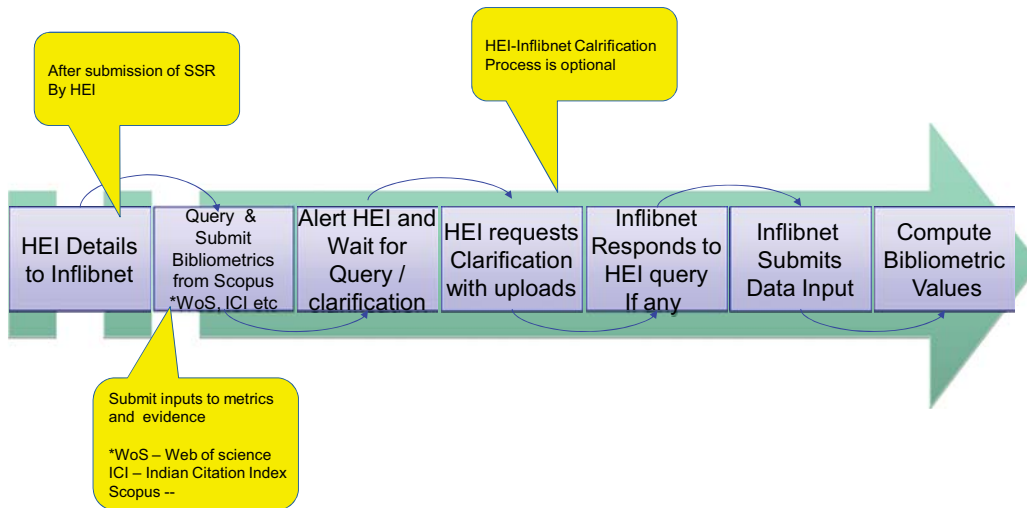 After submission of SSR
By HEI
HEI-Inflibnet Calrification
Process is optional
HEI Details
to Inflibnet
Query &
Submit
Bibliometrics
from Scopus
*WoS, ICI etc
Alert HEI and
Wait for
Query /
clarification
HEI requests
Clarification
with uploads
Inflibnet
Responds to
HEI query
If any
Inflibnet
Submits
Data Input
Compute
Bibliometric
Values
Submit inputs to metrics
and evidence
*WoS – Web of science
ICI – Indian Citation Index
Scopus --